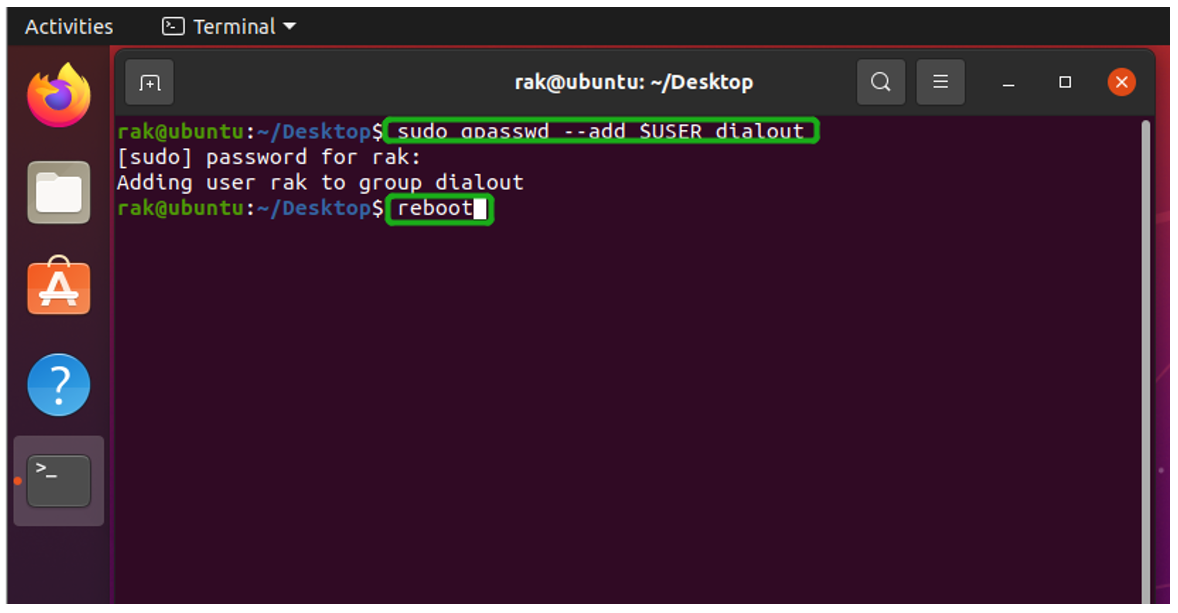 Activities Terminal
rak@ubuntu: ~/Desktop
rak@ubuntu:~/Desktop$ sudo gpasswd --add $USER dialout
[sudo] password for rak:
Adding user rak to group dialout
rak@ubuntu:~/Desktop$ reboot